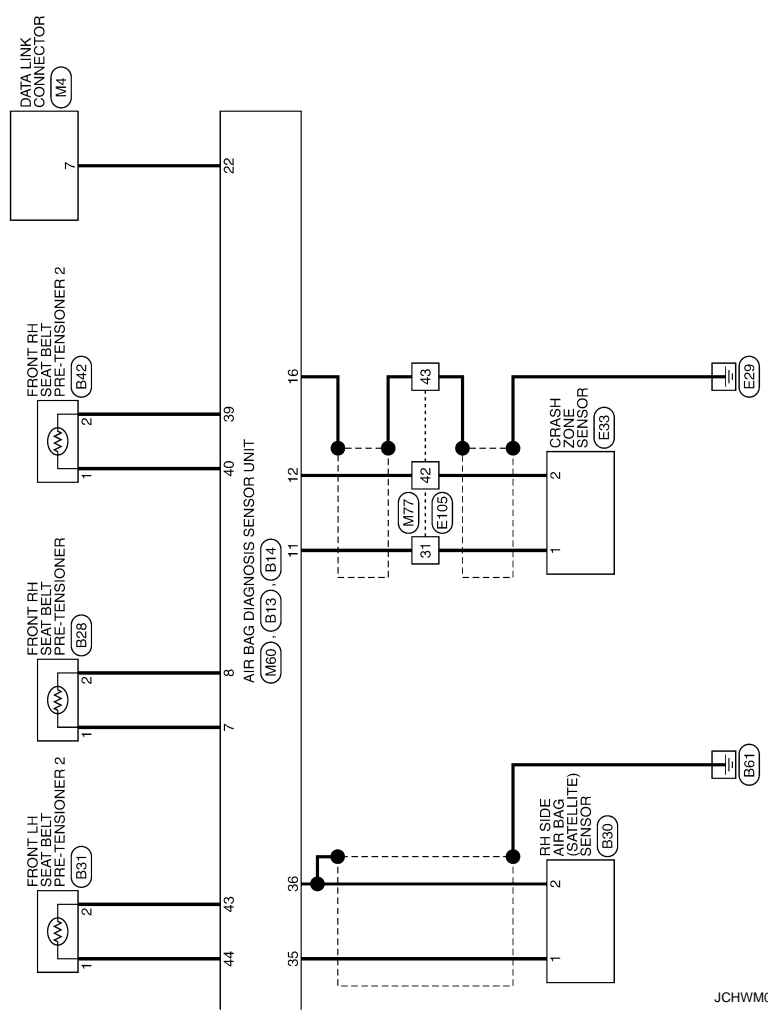 DATA LINK
CONNECTOR
M4
7
22
FRONT RH
SEAT BELT
PRE-TENSIONER 2
B42
1
2
40
39
FRONT RH
SEAT BELT
PRE-TENSIONER
B28
1
2
7
8
FRONT LH
SEAT BELT
PRE-TENSIONER 2
B31
1
2
44
43
AIR BAG DIAGNOSIS SENSOR UNIT
M60 , B13 , B14
35
36
11
12
16
M77
E105
31
42
43
RH SIDE
AIR BAG
(SATELLITE)
SENSOR
B30
1
2
B61
CRASH
ZONE
SENSOR
E33
1
2
E29